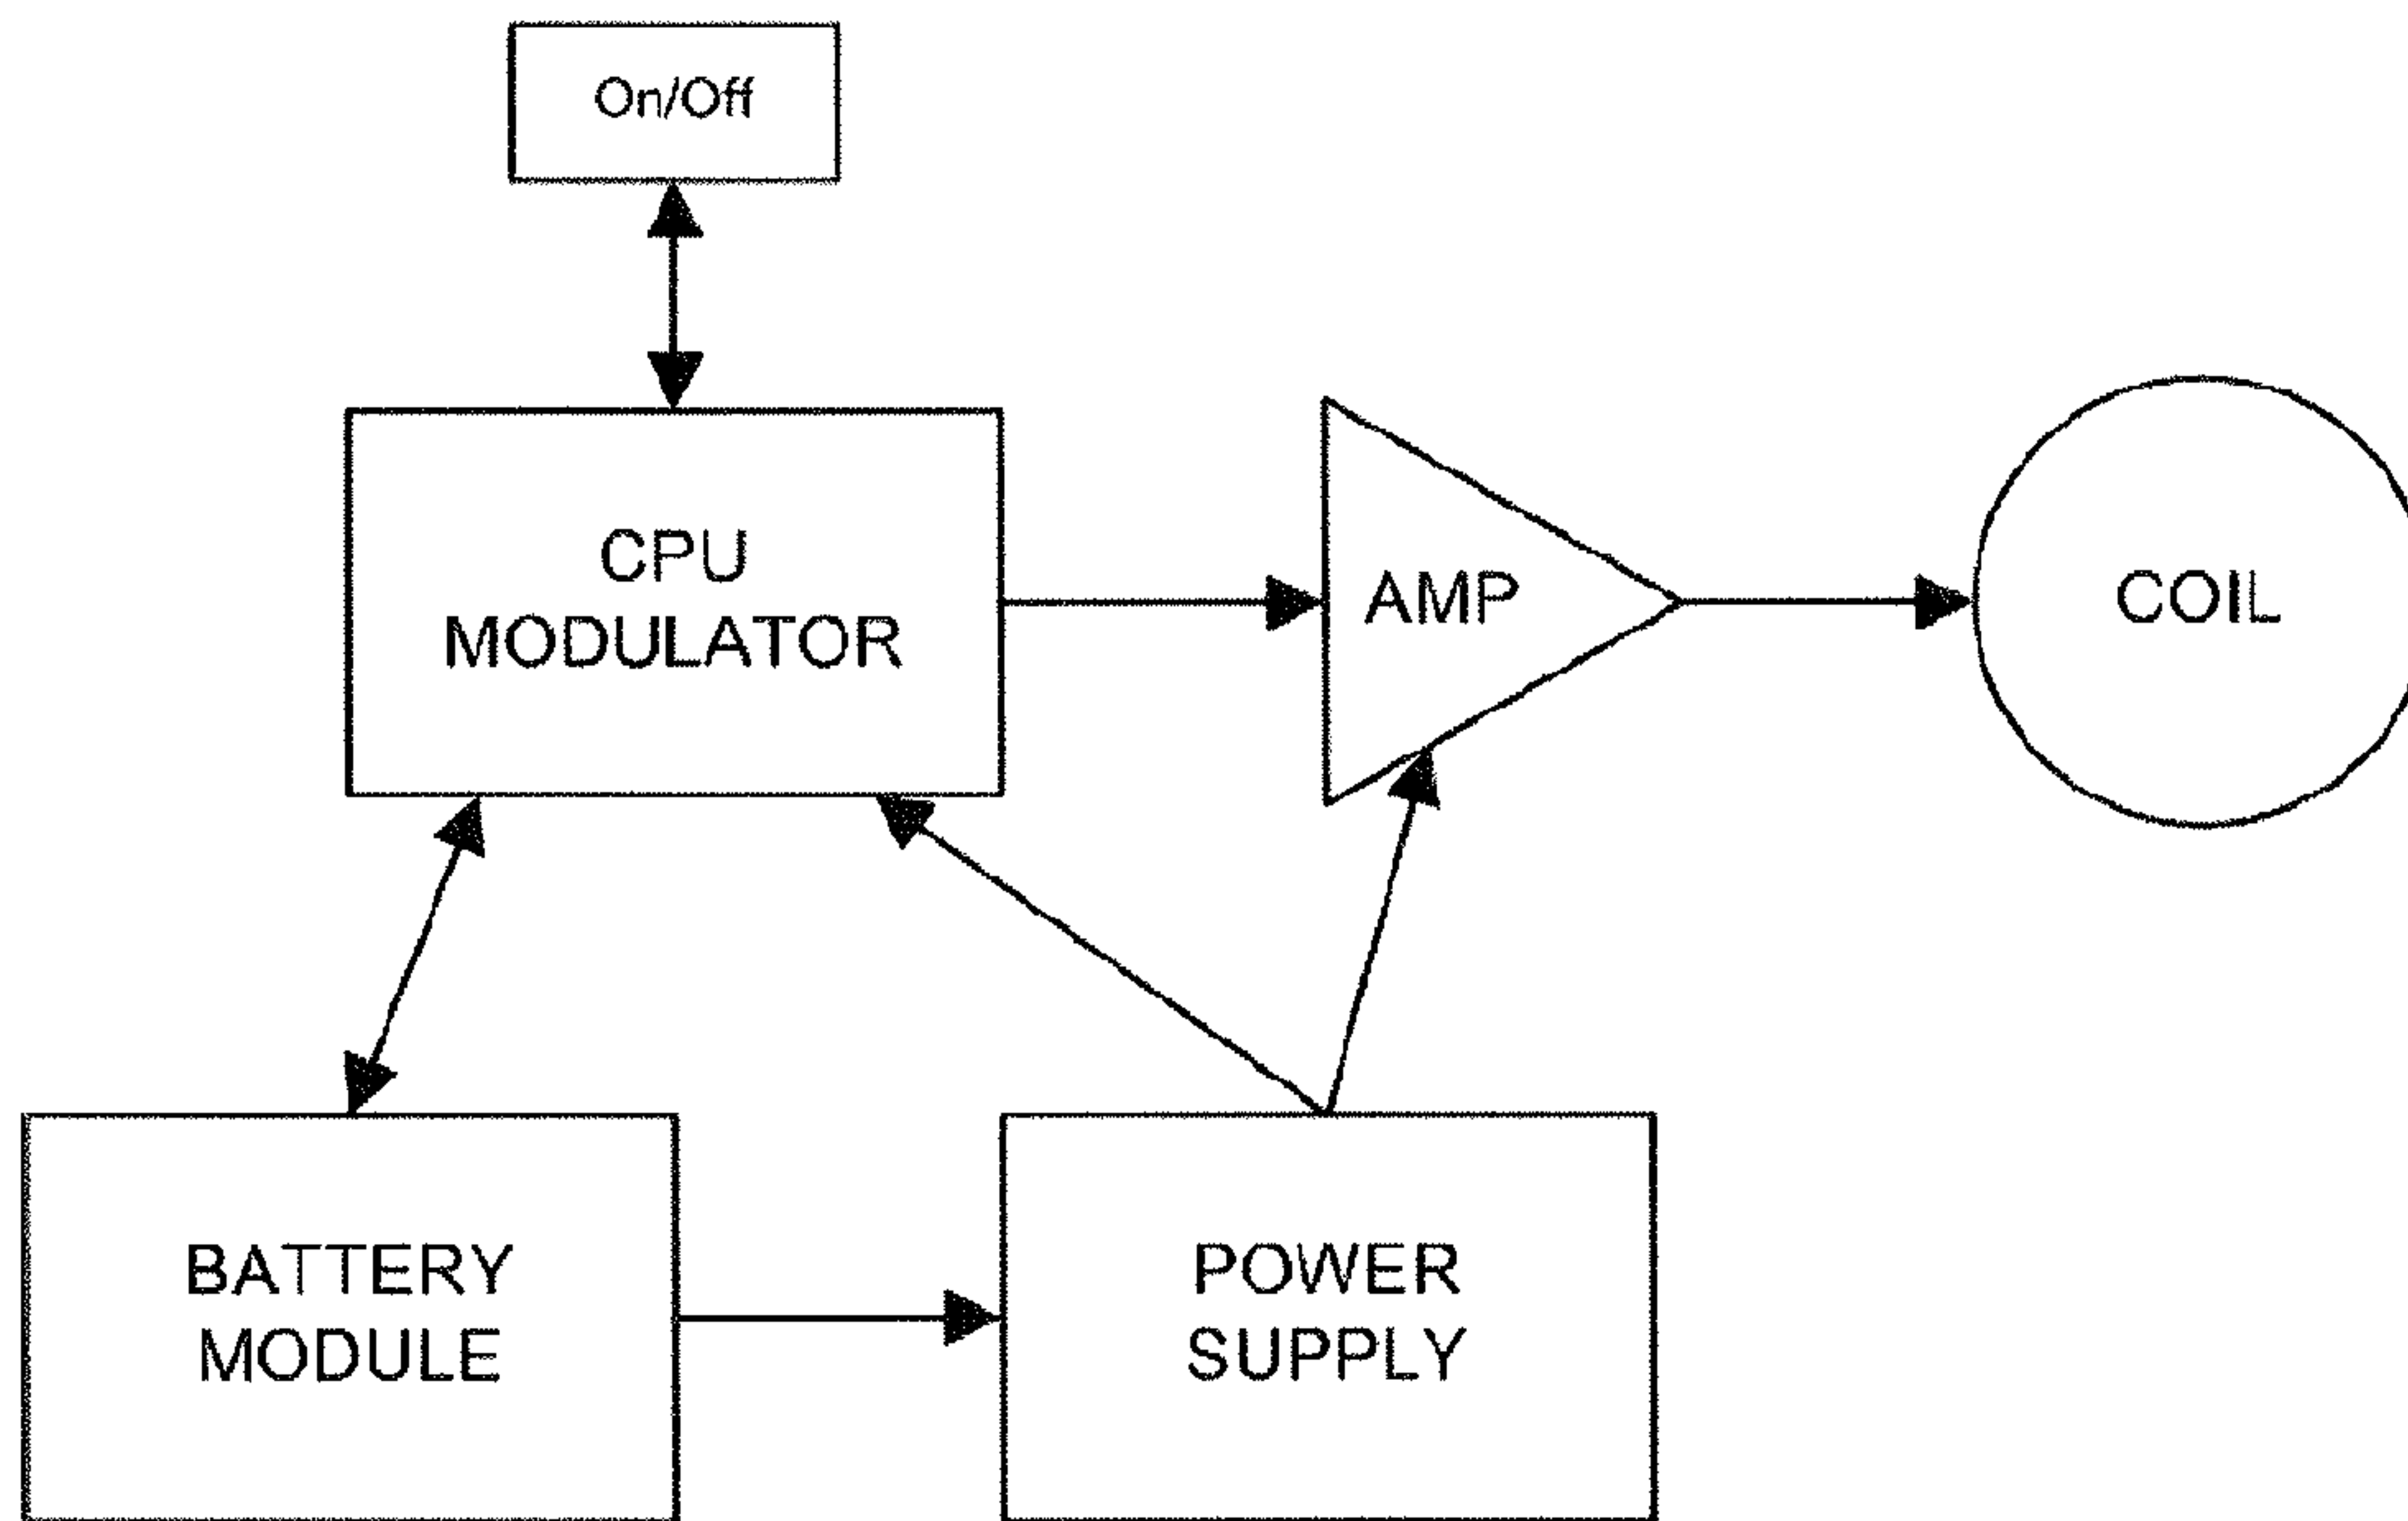 On/Off
CPU
MODULATOR
AMP
COIL
BATTERY
MODULE
POWER
SUPPLY